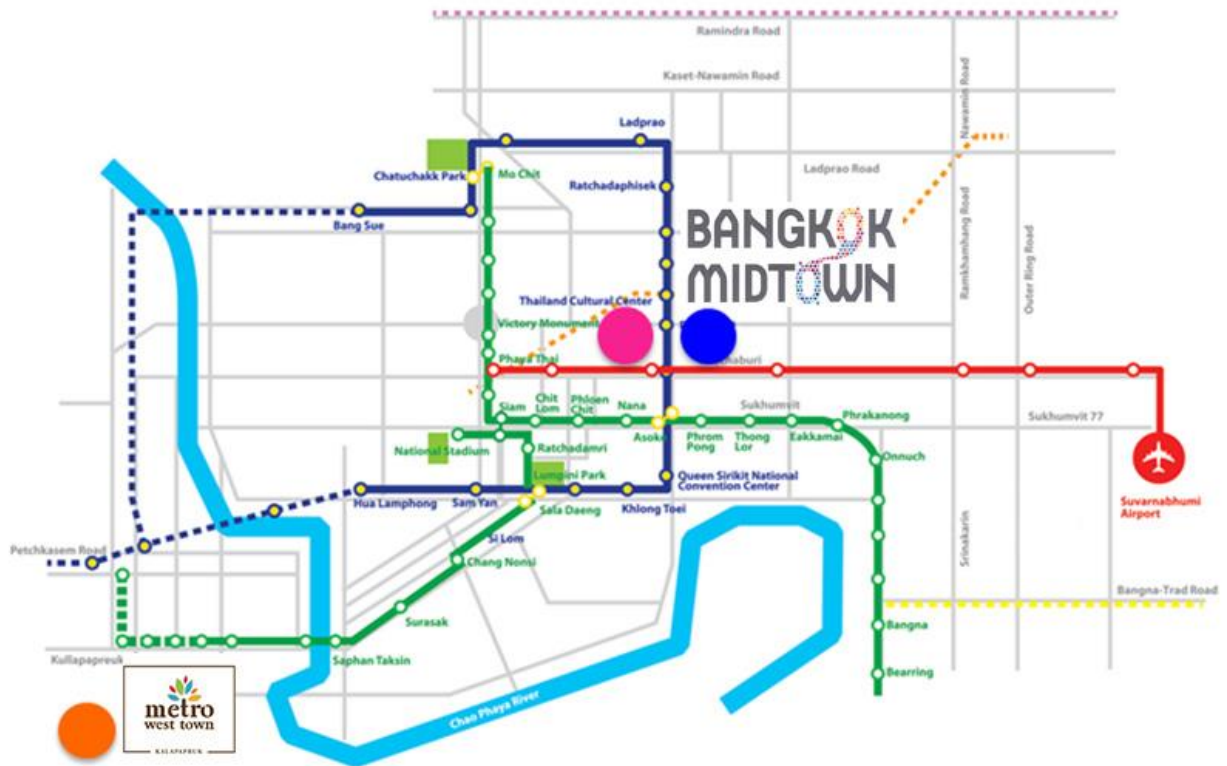 Ramindra Road
Kaset-Nawamin Road
Nawamin Road
Ladprao
Ladprao Road
Chatuchakk Park
Mo Chit
Ratchadaphisek
Ramkhamhang Road
Outer Ring Road
Bang Sue
BANGKOK
MIDTOWN
Thailand Cultural Center
Victory Monument
Phaya Thai
Siam
Chit
Lom
Phloen
Chit
Nana
Asoke
Sukhumvit
Phrakanong
Sukhumvit 77
Phrom
Pong
Thong
Lor
Eakkamai
National Stadium
Ratchadamri
Onnuch
Lumpini Park
Queen Sirikit National
Convention Center
Suvarnabhumi
Airport
Hua Lamphong
Sam Yan
Sala Daeng
Khlong Toei
Si Lom
Petchkasem Road
Chang Nonsi
Srinakarin
Bangna-Trad Road
Surasak
Bangna
Kullapapreuk
Saphan Taksin
Bearring
metro
west town
KALAPAPRUK
Chao Phaya River